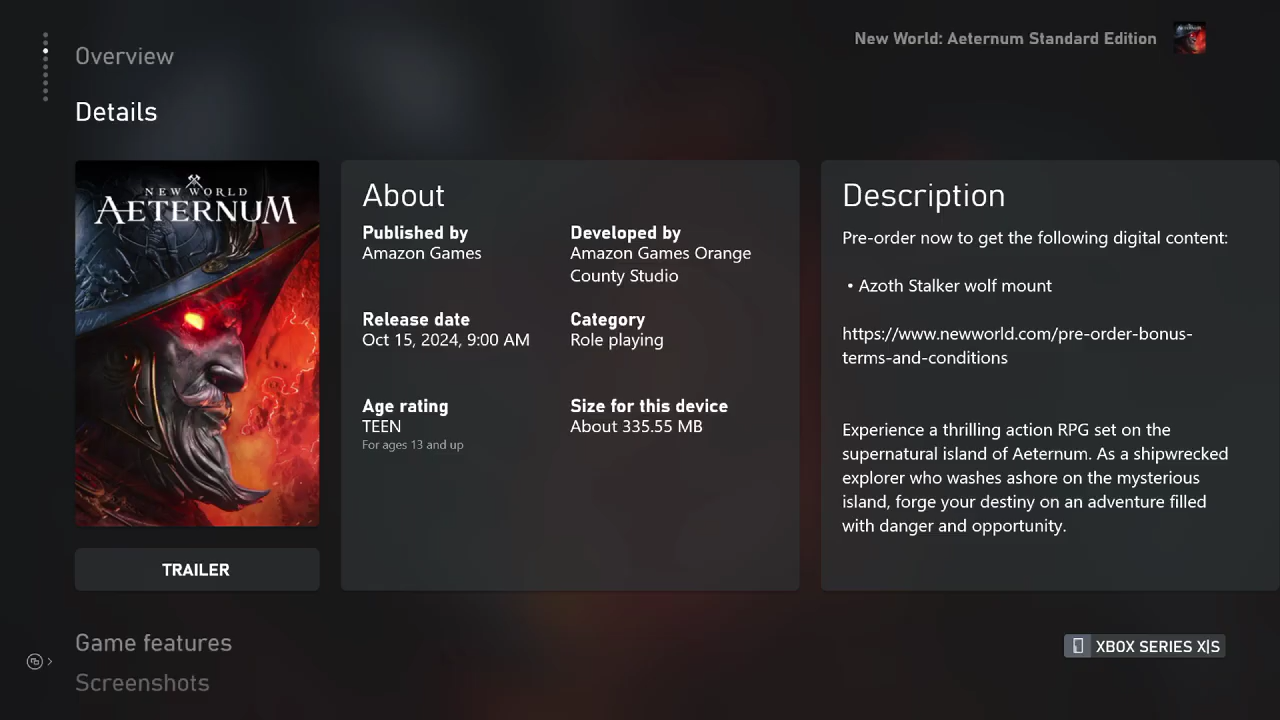 Overview
New World: Aeternum Standard Edition
Details
NEW WORLD
AETERNUM
TRAILER
About
Published by
Amazon Games
Developed by
Amazon Games Orange
County Studio
Release date
Oct 15, 2024, 9:00 AM
Category
Role playing
Age rating
TEEN
For ages 13 and up
Size for this device
About 335.55 MB
Description
Pre-order now to get the following digital content:
• Azoth Stalker wolf mount
https://www.newworld.com/pre-order-bonus-
terms-and-conditions
Experience a thrilling action RPG set on the
supernatural island of Aeternum. As a shipwrecked
explorer who washes ashore on the mysterious
island, forge your destiny on an adventure filled
with danger and opportunity.
Game features
XBOX SERIES X|S
Screenshots